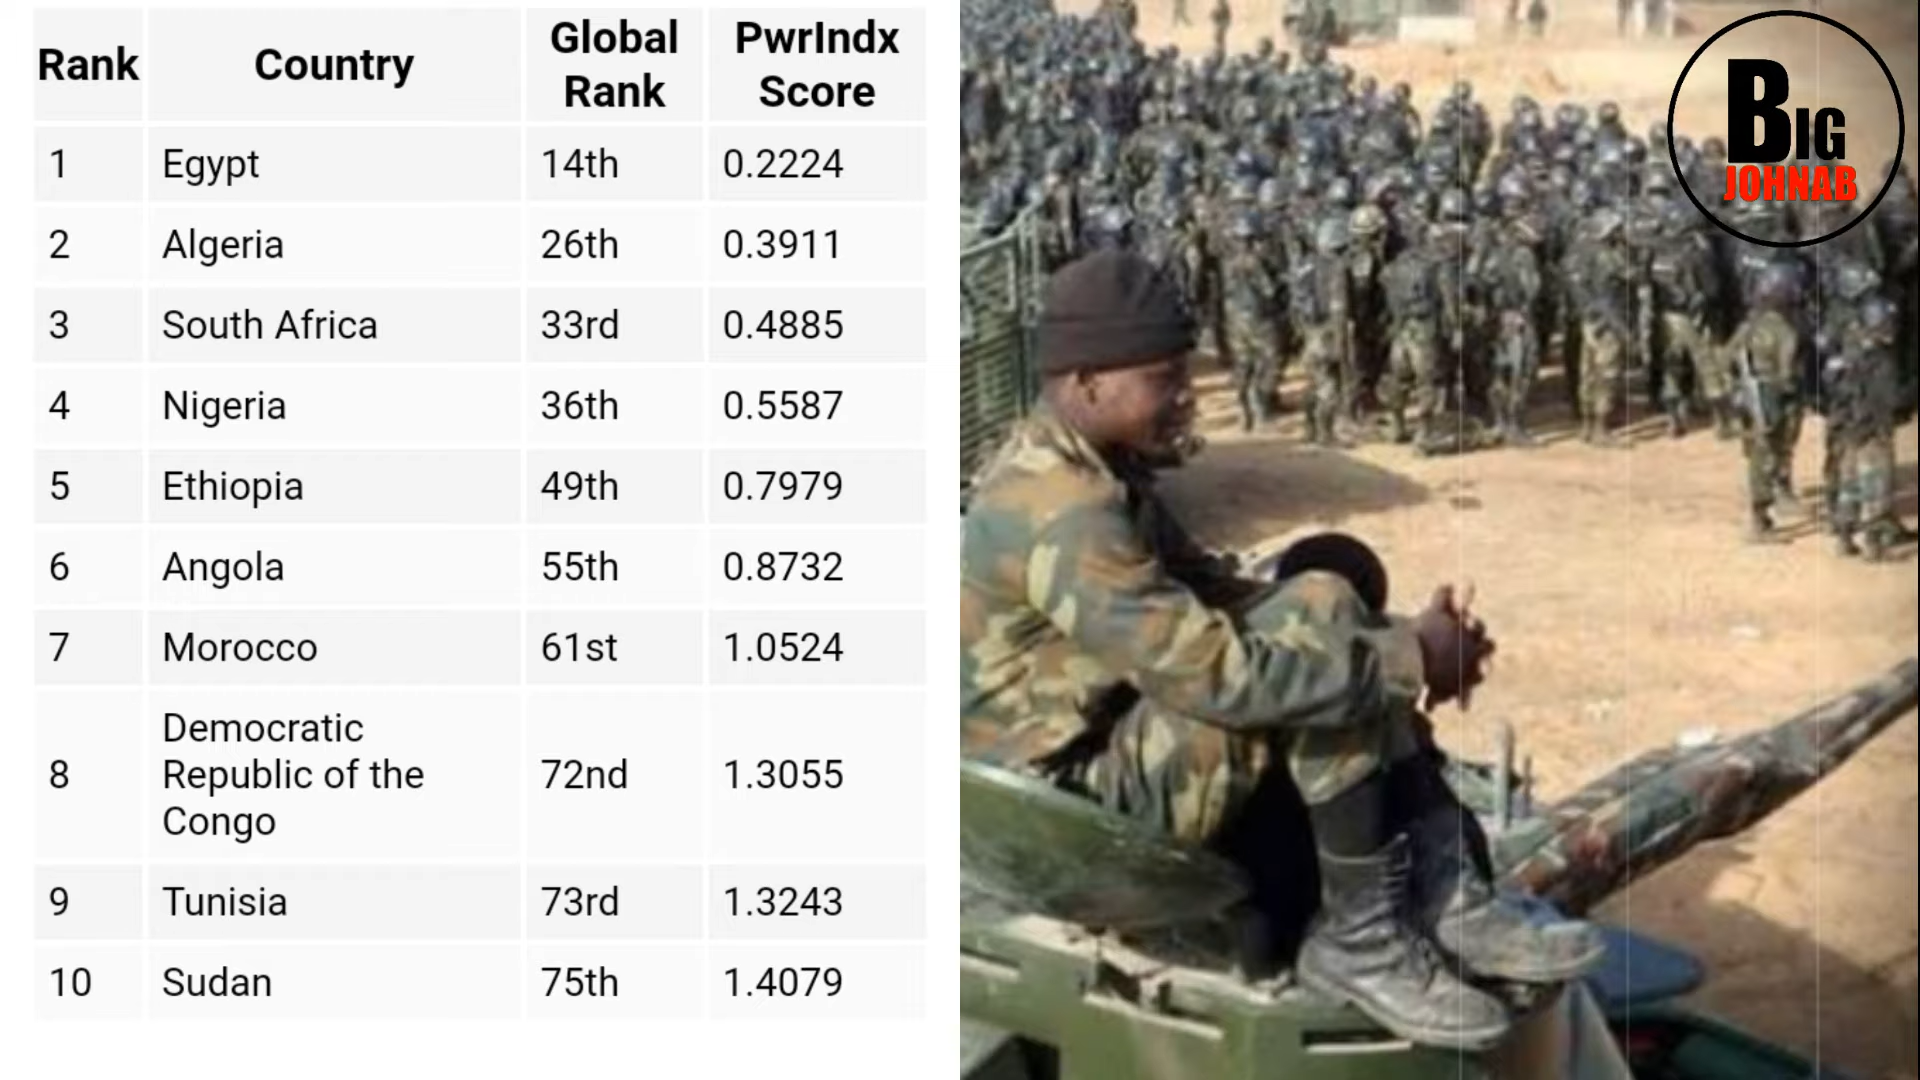 Rank Country Global Rank PwrIndx Score
1 Egypt 14th 0.2224
2 Algeria 26th 0.3911
3 South Africa 33rd 0.4885
4 Nigeria 36th 0.5587
5 Ethiopia 49th 0.7979
6 Angola 55th 0.8732
7 Morocco 61st 1.0524
8 Democratic Republic of the Congo 72nd 1.3055
9 Tunisia 73rd 1.3243
10 Sudan 75th 1.4079
BIG
JOHNAB